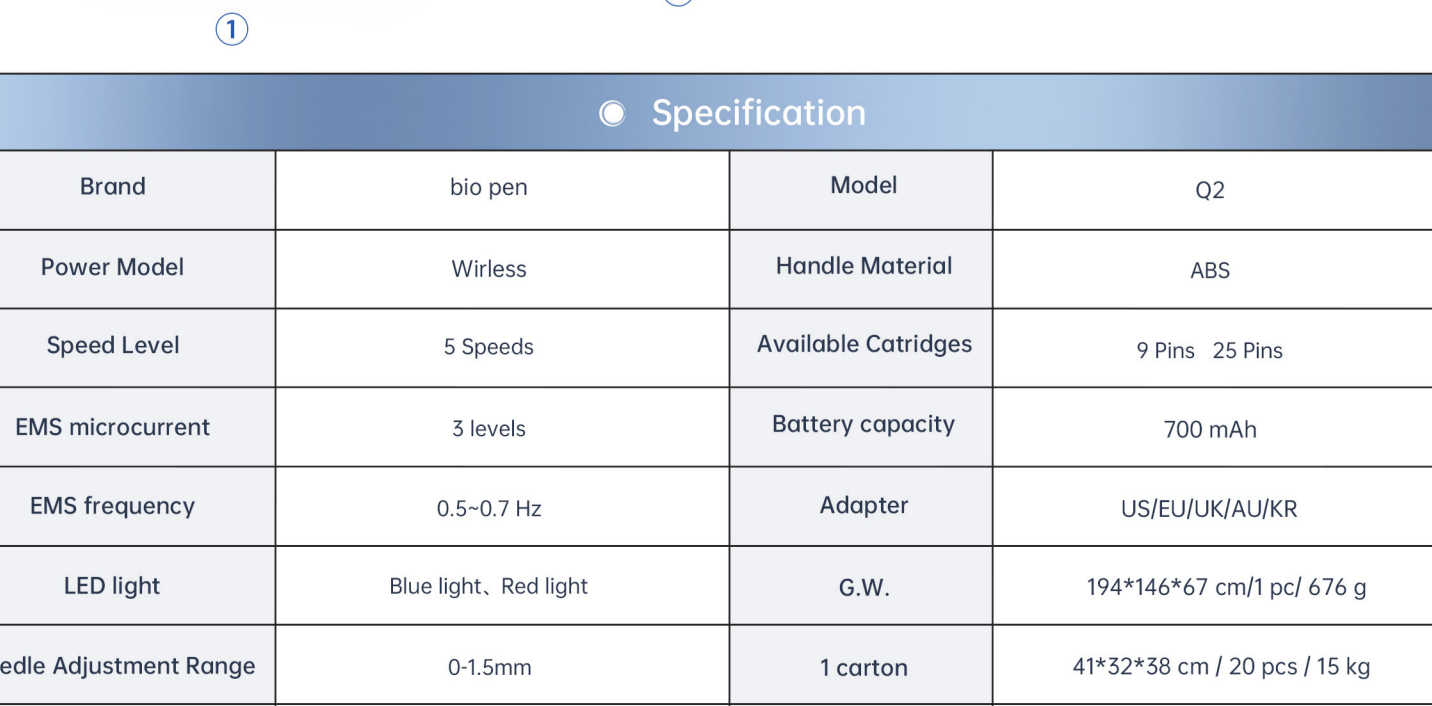 ①
Specification
Brand bio pen Model Q2
Power Model Wirless Handle Material ABS
Speed Level 5 Speeds Available Catridges 9 Pins 25 Pins
EMS microcurrent 3 levels Battery capacity 700 mAh
EMS frequency 0.5~0.7 Hz Adapter US/EU/UK/AU/KR
LED light Blue light、Red light G.W. 194*146*67 cm/1 pc/ 676 g
edle Adjustment Range 0-1.5mm 1 carton 41*32*38 cm / 20 pcs / 15 kg